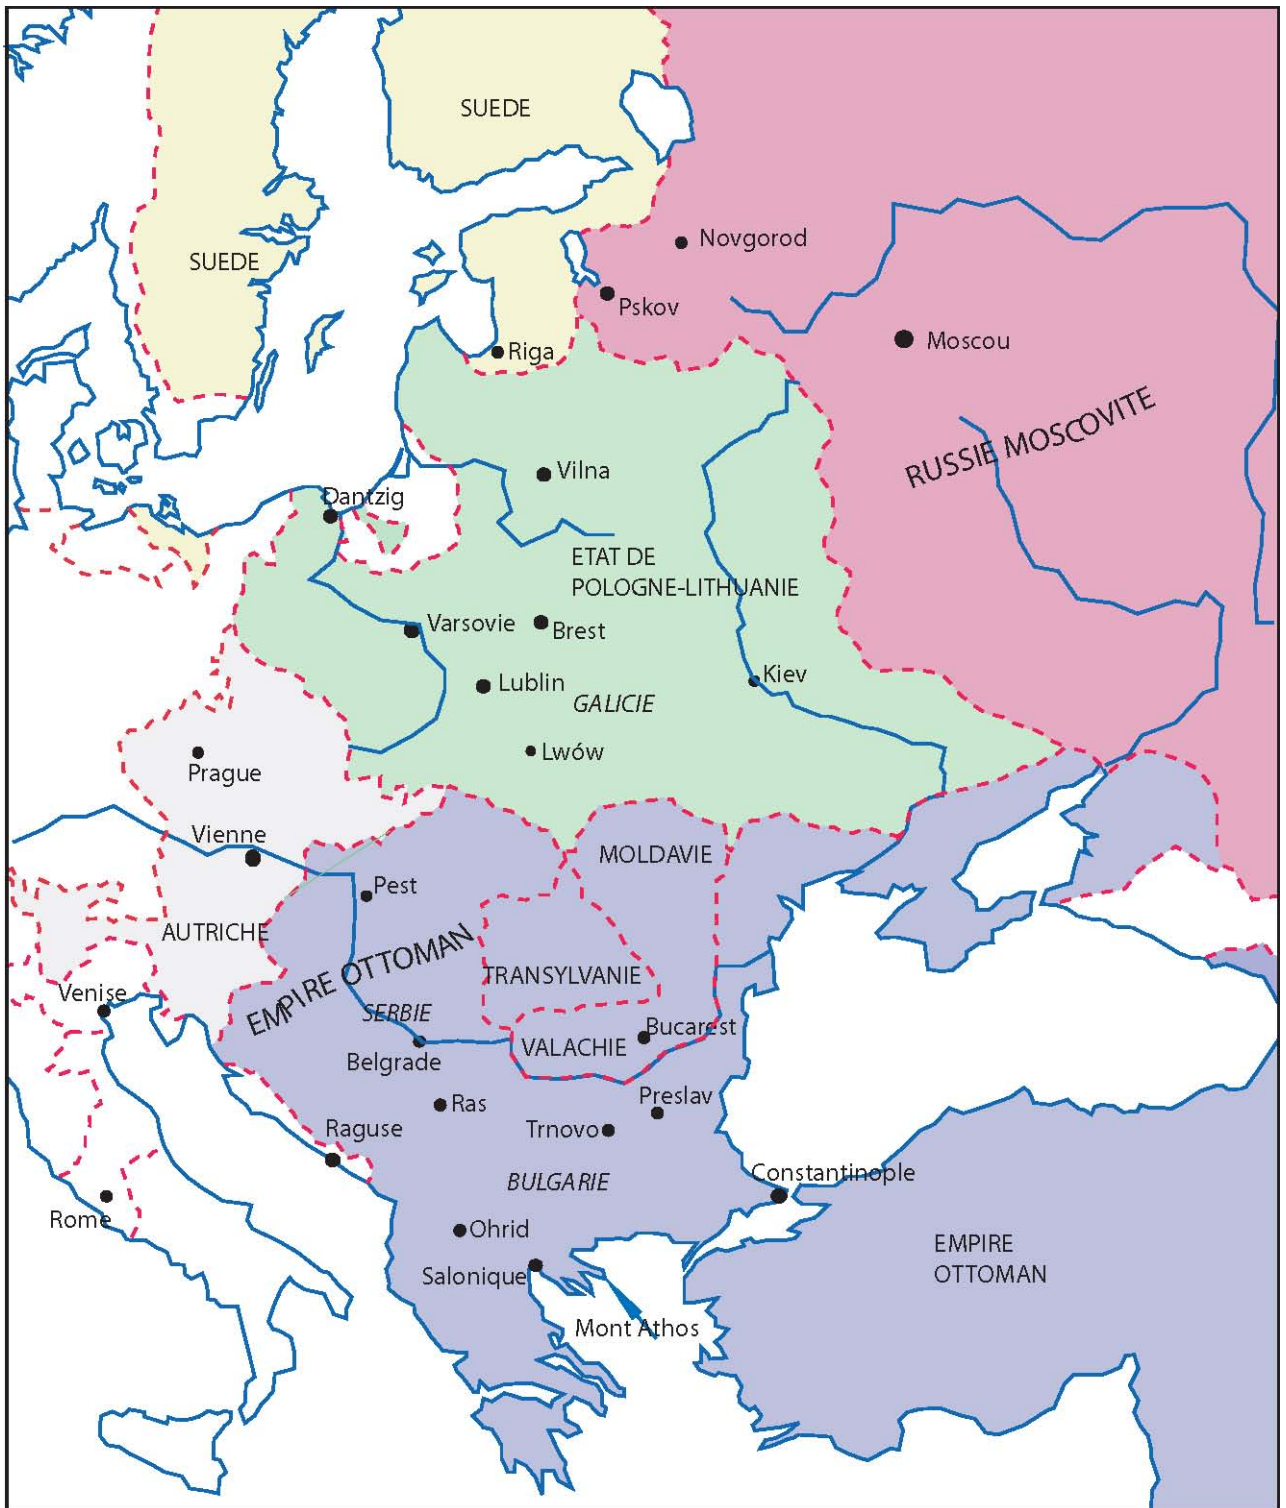 SUEDE
SUEDE
Novgorod
Pskov
Moscou
Riga
RUSSIE MOSCOVITE
Vilna
Dantzig
ETAT DE
POLOGNE-LITHUANIE
Varsovie
Brest
Lublin
Kiev
GALICIE
Lwów
Prague
Vienne
MOLDAVIE
Pest
AUTRICHE
EMPIRE OTTOMAN
TRANSYLVANIE
Venise
SERBIE
Bucarest
VALACHIE
Belgrade
Ras
Preslav
Raguse
Trnovo
Constantinople
BULGARIE
Rome
Ohrid
EMPIRE
OTTOMAN
Salonique
Mont Athos